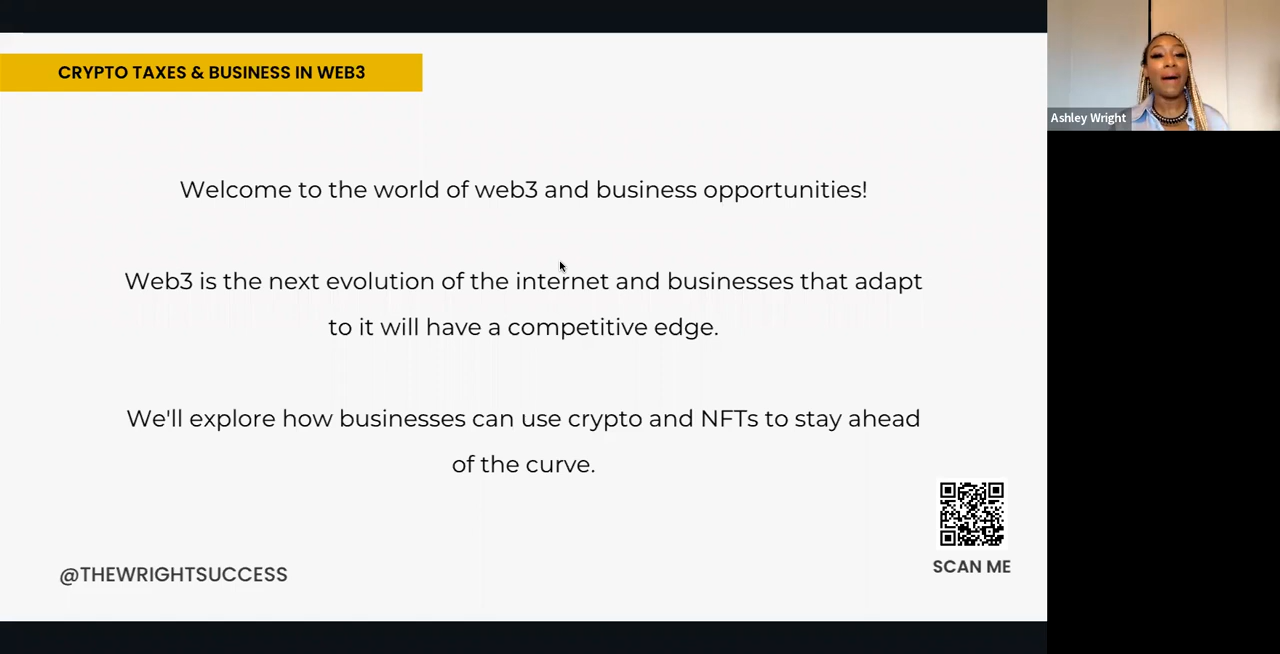 CRYPTO TAXES & BUSINESS IN WEB3
Ashley Wright
Welcome to the world of web3 and business opportunities!
Web3 is the next evolution of the internet and businesses that adapt
to it will have a competitive edge.
We'll explore how businesses can use crypto and NFTs to stay ahead
of the curve.
SCAN ME
@THEWRIGHTSUCCESS